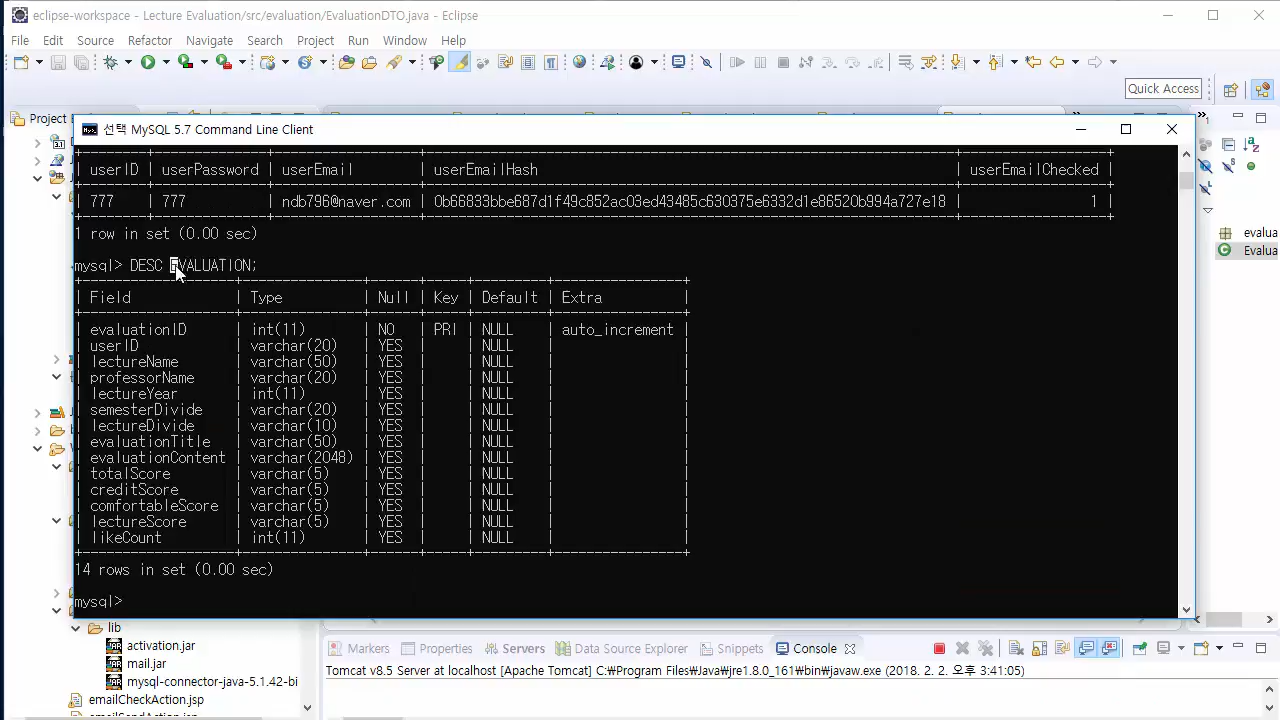 eclipse-workspace - Lecture Evaluation/src/evaluation/EvaluationDTO.java - Eclipse
File Edit Source Refactor Navigate Search Project Run Window Help
Quick Access
Project
선택 MySQL 5.7 Command Line Client
| userID | userPassword | userEmail | userEmailHash | userEmailChecked |
| 777 | 777 | ndb796@naver.com | 0b66833bbe687d1f49c852ac03ed43485c630375e6332d1e86520b994a727e18 | 1 |
1 row in set (0.00 sec)
evalua
Evalua
mysql> DESC EVALUATION;
| Field | Type | Null | Key | Default | Extra |
| evaluationID | int(11) | NO | PRI | NULL | auto_increment |
| userID | varchar(20) | YES | | NULL | |
| lectureName | varchar(50) | YES | | NULL | |
| professorName | varchar(20) | YES | | NULL | |
| lectureYear | int(11) | YES | | NULL | |
| semesterDivide | varchar(20) | YES | | NULL | |
| lectureDivide | varchar(10) | YES | | NULL | |
| evaluationTitle | varchar(50) | YES | | NULL | |
| evaluationContent | varchar(2048) | YES | | NULL | |
| totalScore | varchar(5) | YES | | NULL | |
| creditScore | varchar(5) | YES | | NULL | |
| comfortableScore | varchar(5) | YES | | NULL | |
| lectureScore | varchar(5) | YES | | NULL | |
| likeCount | int(11) | YES | | NULL | |
14 rows in set (0.00 sec)
mysql>
lib
activation.jar
mail.jar
mysql-connector-java-5.1.42-bi
emailCheckAction.jsp
emailSendAction.jsp
Markers Properties Servers Data Source Explorer Snippets Console
Tomcat v8.5 Server at localhost [Apache Tomcat] C:₩Program Files₩Java₩jre1.8.0_161₩bin₩javaw.exe (2018. 2. 2. 오후 3:41:05)